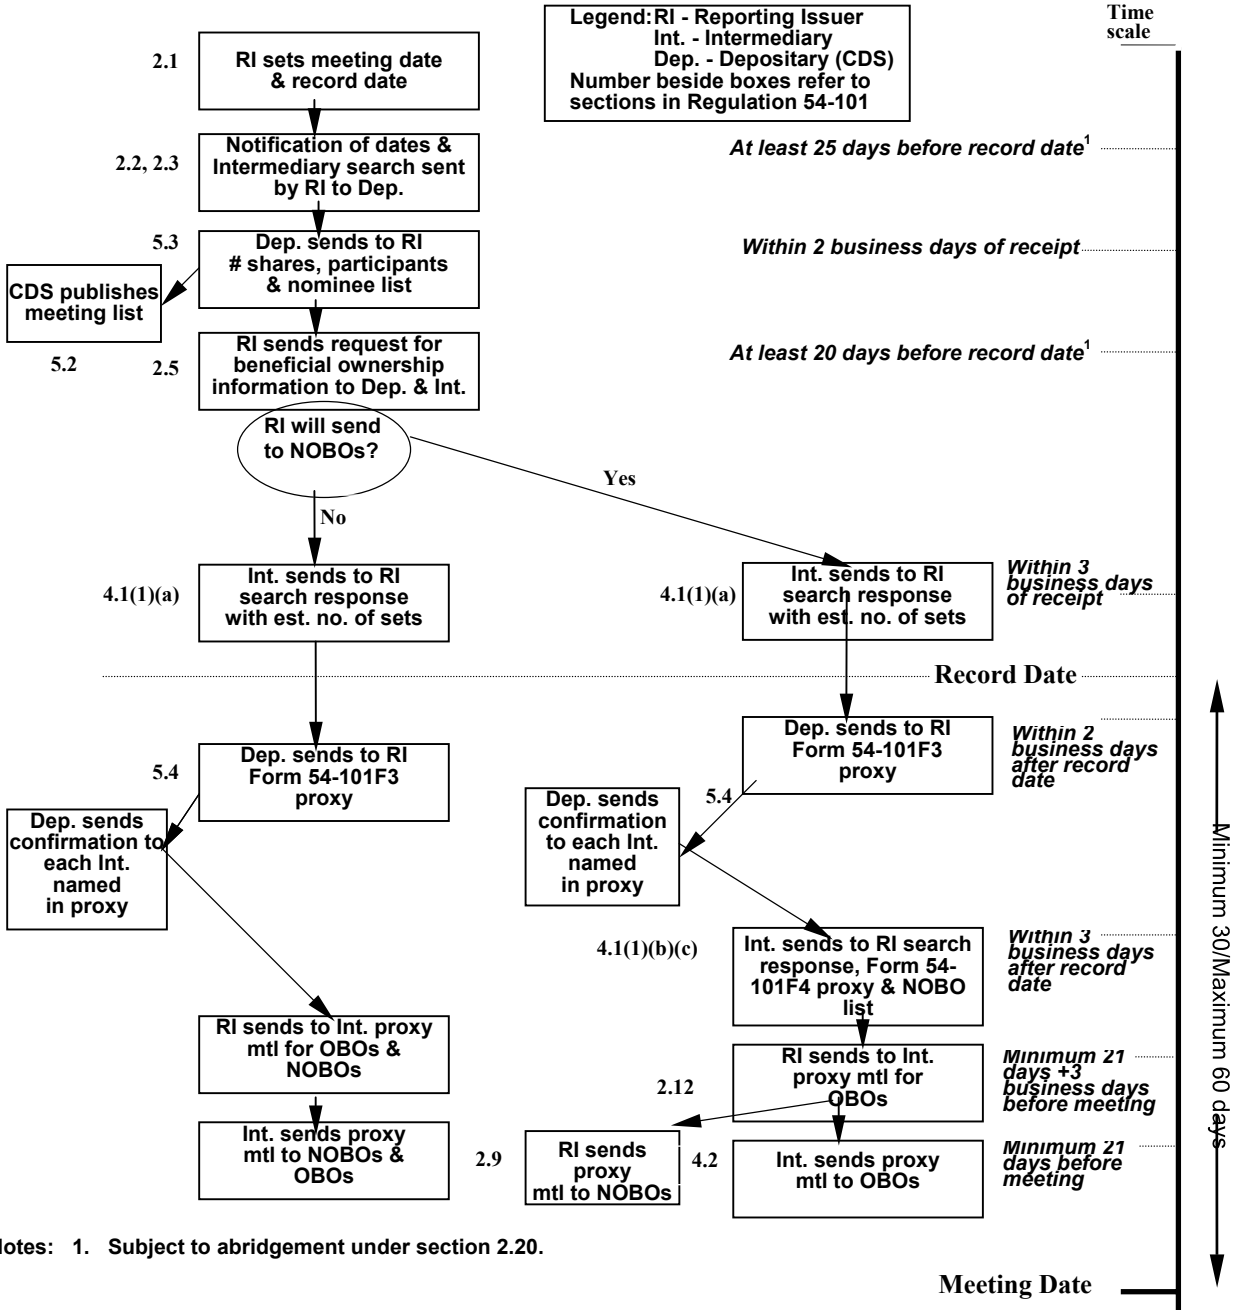 Legend: RI - Reporting Issuer
Int. - Intermediary
Dep. - Depositary (CDS)
Number beside boxes refer to
sections in Regulation 54-101
Time
scale
2.1
RI sets meeting date
& record date
2.2, 2.3
Notification of dates &
Intermediary search sent
by RI to Dep.
At least 25 days before record date1
5.3
Dep. sends to RI
# shares, participants
& nominee list
Within 2 business days of receipt
CDS publishes
meeting list
5.2
2.5
RI sends request for
beneficial ownership
information to Dep. & Int.
At least 20 days before record date1
RI will send
to NOBOs?
Yes
No
4.1(1)(a)
Int. sends to RI
search response
with est. no. of sets
4.1(1)(a)
Int. sends to RI
search response
with est. no. of sets
Within 3
business days
of receipt
Record Date
5.4
Dep. sends to RI
Form 54-101F3
proxy
Dep. sends to RI
Form 54-101F3
proxy
Within 2
business days
after record
date
5.4
Dep. sends
confirmation to
each Int.
named
in proxy
Dep. sends
confirmation
to each Int.
named
in proxy
4.1(1)(b)(c)
Int. sends to RI search
response, Form 54-
101F4 proxy & NOBO
list
Within 3
business days
after record
date
Minimum 30/Maximum 60 days
RI sends to Int. proxy
mtl for OBOs &
NOBOs
2.12
RI sends to Int.
proxy mtl for
OBOs
Minimum 21
days +3
business days
before meeting
Int. sends proxy
mtl to NOBOs &
OBOs
2.9
RI sends
proxy
mtl to NOBOs
4.2
Int. sends proxy
mtl to OBOs
Minimum 21
days before
meeting
lotes: 1. Subject to abridgement under section 2.20.
Meeting Date